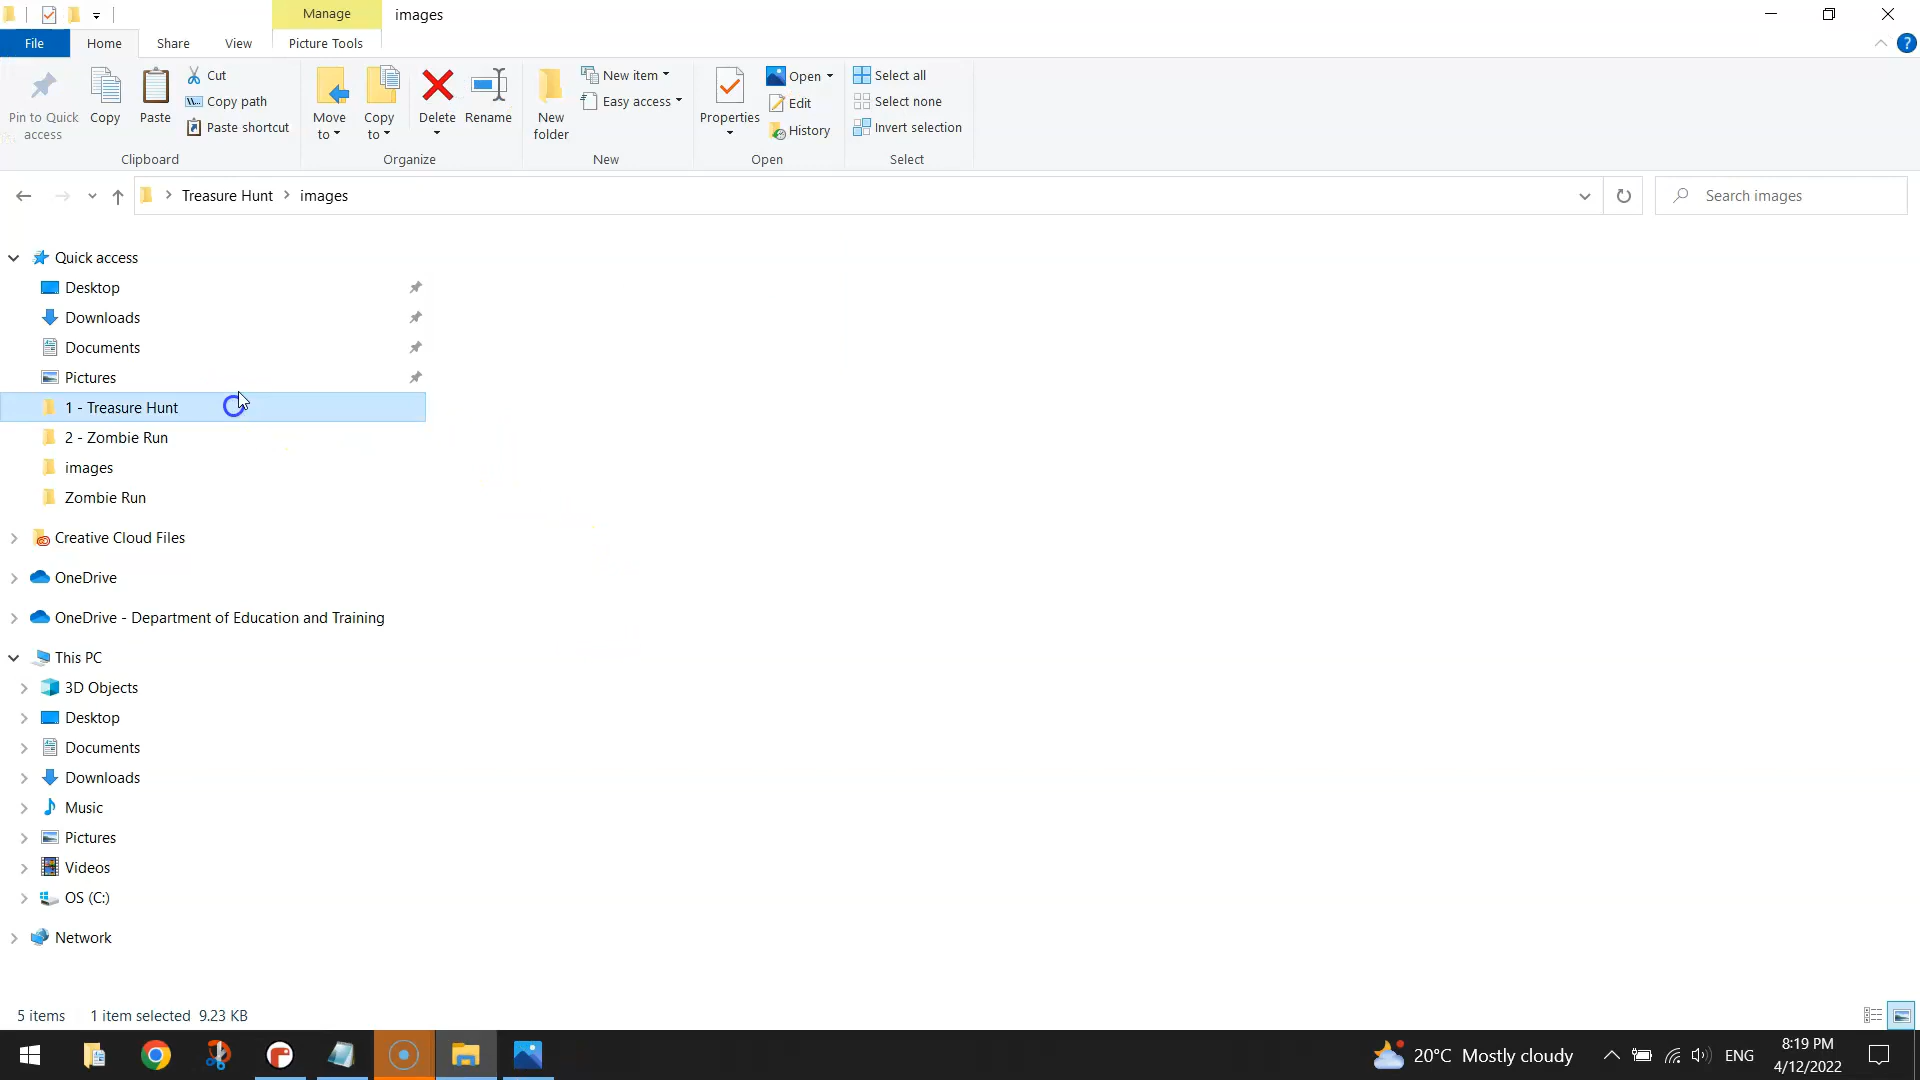 Manage
images
File
Home
Share
View
Picture Tools
Pin to Quick access
Copy
Paste
Cut
Copy path
Paste shortcut
Clipboard
Move to
Copy to
Delete
Rename
Organize
New folder
New item
Easy access
New
Properties
Open
Edit
History
Open
Select all
Select none
Invert selection
Select
Treasure Hunt > images
Search images
Quick access
Desktop
Downloads
Documents
Pictures
1 - Treasure Hunt
2 - Zombie Run
images
Zombie Run
Creative Cloud Files
OneDrive
OneDrive - Department of Education and Training
This PC
3D Objects
Desktop
Documents
Downloads
Music
Pictures
Videos
OS (C:)
Network
5 items 1 item selected 9.23 KB
20°C Mostly cloudy
ENG
8:19 PM
4/12/2022